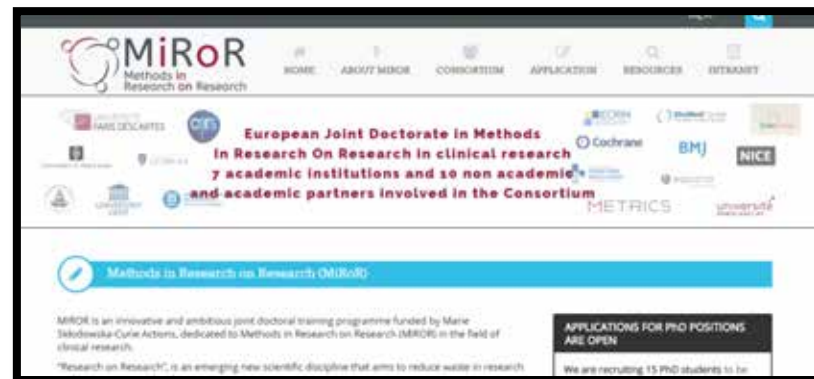 MiRoR
Methods in
Research on Research
HOME ABOUT MIROR CONSORTIUM APPLICATION RESOURCES INTRANET
PARIS DESCARTES
European Joint Doctorate in Methods
In Research On Research in clinical research
7 academic institutions and 10 non academic
and academic partners involved in the Consortium
Cochrane
BMJ
NICE
METRICS
université
Methods in Research on Research (MiRoR)
MIROR is an innovative and ambitious joint doctoral training programme funded by Marie
Skłodowska-Curie Actions, dedicated to Methods in Research on Research (MIROR) in the field of
clinical research.
"Research on Research", is an emerging new scientific discipline that aims to reduce waste in research
APPLICATIONS FOR PhD POSITIONS
ARE OPEN
We are recruiting 15 PhD students to be